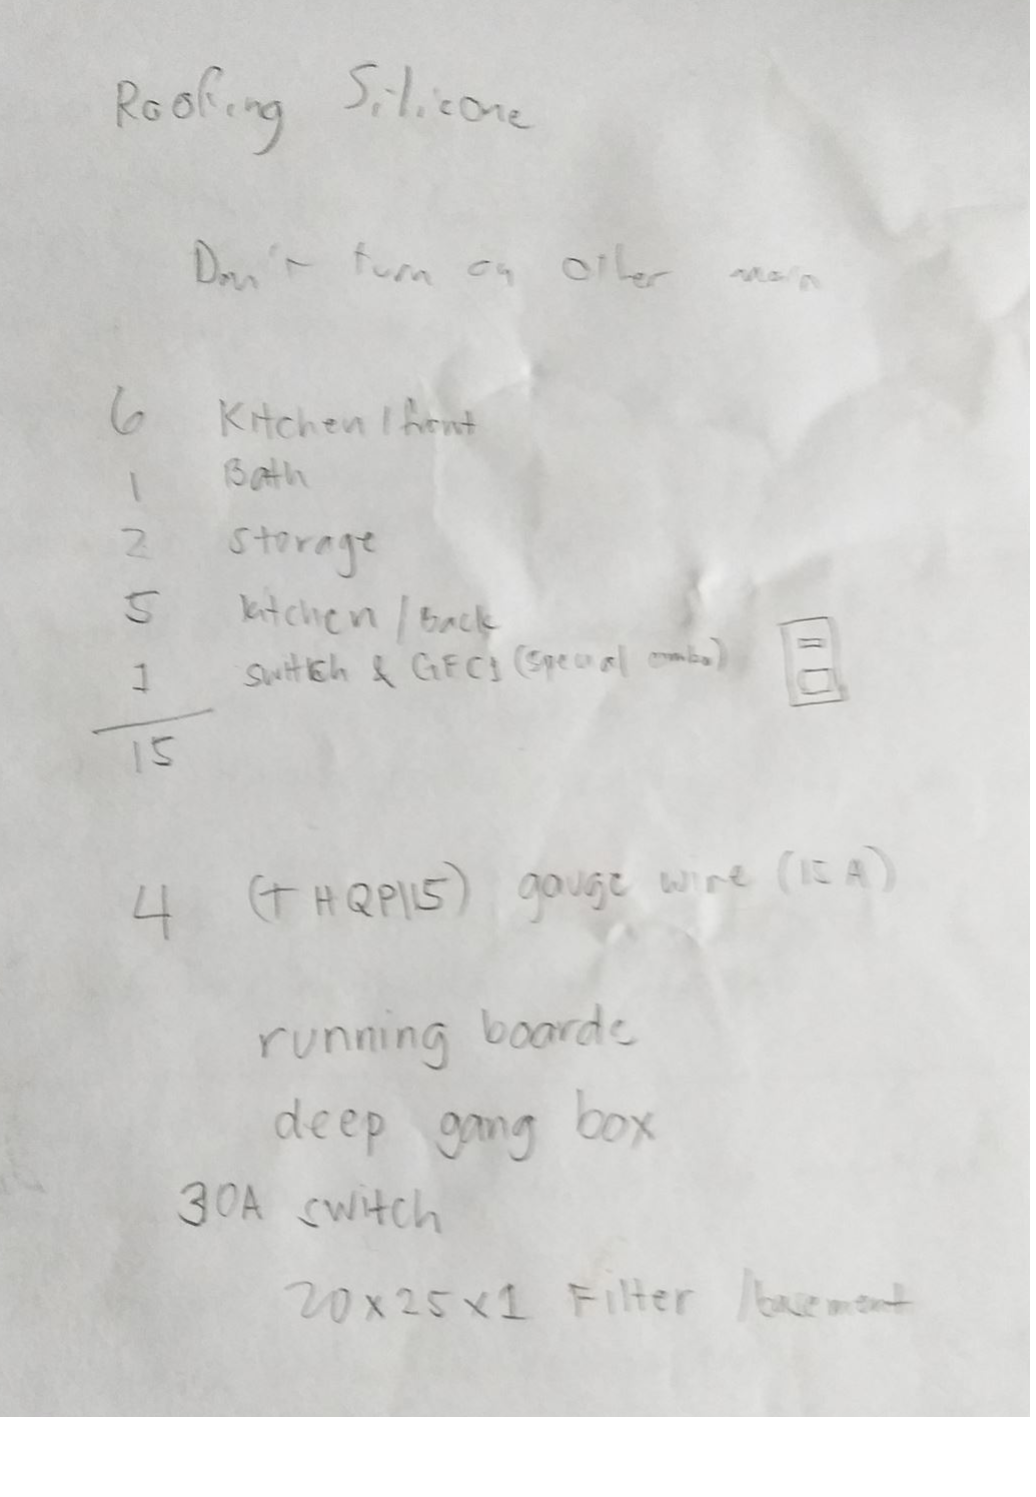 Roofing Silicone
Don't turn on other main
6 Kitchen / front
1 Bath
2 Storage
5 kitchen / Back
1 switch & GFCI (special combo)
15
4 (THQP115) gauge wire (15 A)
running boards
deep gang box
30A switch
20x25x1 Filter / basement